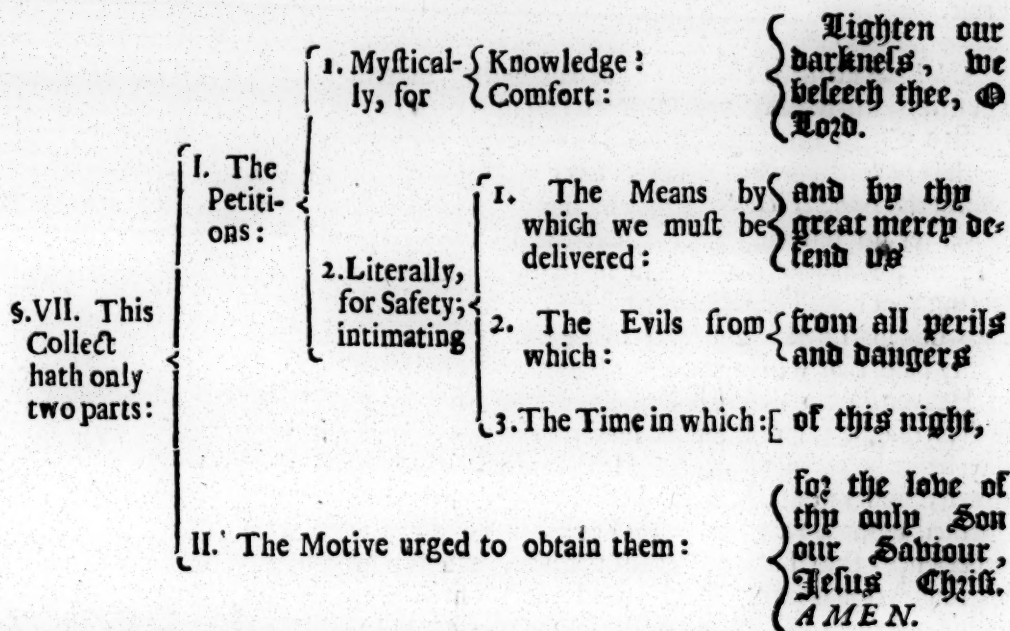 §.VII. This
Collect
hath only
two parts:
I. The
Petiti-
ons:
1. Myſtical-
ly, for
Knowledge:
Comfort:
Lighten our
darkneſs, we
beſeech thee, O
Lord.
2. Literally,
for Safety;
intimating
1. The Means by
which we muſt be
delivered:
and by thy
great mercy de-
fend us
2. The Evils from
which:
from all perils
and dangers
3. The Time in which:
of this night,
II. The Motive urged to obtain them:
for the love of
thy only Son
our Saviour,
Jeſus Chriſt.
AMEN.